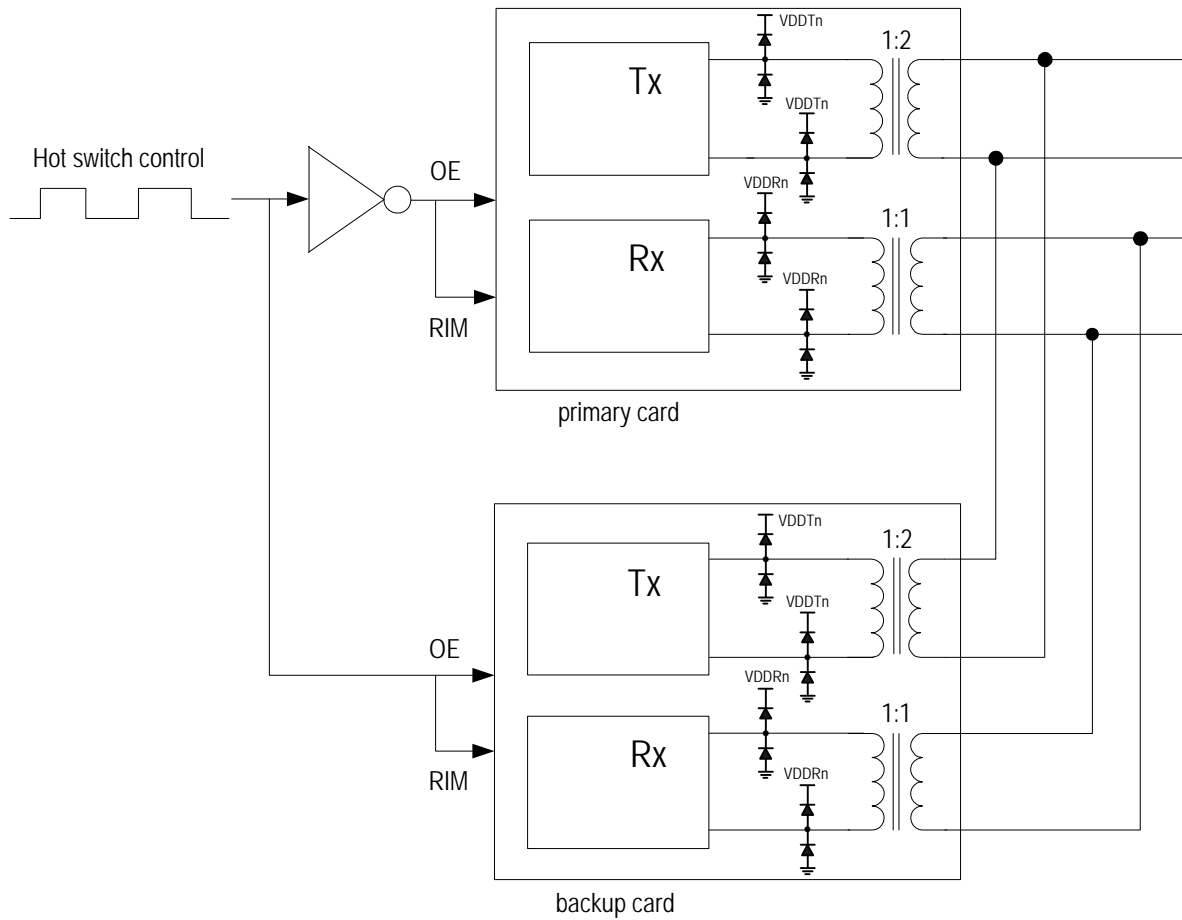 VDDTn
1:2
Tx
VDDTn
Hot switch control
OE
VDDRn
1:1
Rx
VDDRn
RIM
primary card
VDDTn
1:2
Tx
VDDTn
OE
VDDRn
1:1
Rx
VDDRn
RIM
backup card